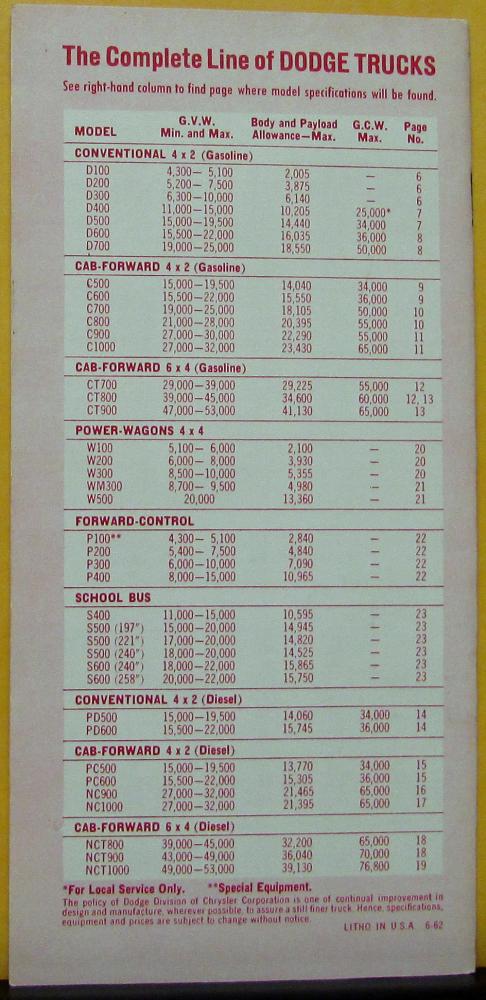 The Complete Line of DODGE TRUCKS
See right-hand column to find page where model specifications will be found.
MODEL G.V.W. Min. and Max. Body and Payload Allowance—Max. G.C.W. Max. Page No.
CONVENTIONAL 4 x 2 (Gasoline)
D100 4,300— 5,100 2,005 — 6
D200 5,200— 7,500 3,875 — 6
D300 6,300—10,000 6,140 — 6
D400 11,000—15,000 10,205 25,000* 7
D500 15,000—19,500 14,440 34,000 7
D600 15,500—22,000 16,035 36,000 8
D700 19,000—25,000 18,550 50,000 8
CAB-FORWARD 4 x 2 (Gasoline)
C500 15,000—19,500 14,040 34,000 9
C600 15,500—22,000 15,550 36,000 9
C700 19,000—25,000 18,105 50,000 10
C800 21,000—28,000 20,395 55,000 10
C900 27,000—30,000 22,290 55,000 11
C1000 27,000—32,000 23,430 65,000 11
CAB-FORWARD 6 x 4 (Gasoline)
CT700 29,000—39,000 29,225 55,000 12
CT800 39,000—45,000 34,600 60,000 12, 13
CT900 47,000—53,000 41,130 65,000 13
POWER-WAGONS 4 x 4
W100 5,100— 6,000 2,100 — 20
W200 6,000— 8,000 3,930 — 20
W300 8,500—10,000 5,355 — 20
WM300 8,700— 9,500 4,980 — 21
W500 20,000 13,360 — 21
FORWARD-CONTROL
P100** 4,300— 5,100 2,840 — 22
P200 5,400— 7,500 4,840 — 22
P300 6,000—10,000 7,090 — 22
P400 8,000—15,000 10,965 — 22
SCHOOL BUS
S400 11,000—15,000 10,595 — 23
S500 (197") 15,000—20,000 14,945 — 23
S500 (221") 17,000—20,000 14,820 — 23
S500 (240") 18,000—20,000 14,525 — 23
S600 (240") 18,000—22,000 15,865 — 23
S600 (258") 20,000—22,000 15,750 — 23
CONVENTIONAL 4 x 2 (Diesel)
PD500 15,000—19,500 14,060 34,000 14
PD600 15,500—22,000 15,745 36,000 14
CAB-FORWARD 4 x 2 (Diesel)
PC500 15,000—19,500 13,770 34,000 15
PC600 15,500—22,000 15,305 36,000 15
NC900 27,000—32,000 21,465 65,000 16
NC1000 27,000—32,000 21,395 65,000 17
CAB-FORWARD 6 x 4 (Diesel)
NCT800 39,000—45,000 32,200 65,000 18
NCT900 43,000—49,000 36,040 70,000 18
NCT1000 49,000—53,000 39,130 76,800 19
*For Local Service Only. **Special Equipment.
The policy of Dodge Division of Chrysler Corporation is one of continual improvement in
design and manufacture, wherever possible, to assure a still finer truck. Hence, specifications,
equipment and prices are subject to change without notice.
LITHO IN U.S.A 6-62